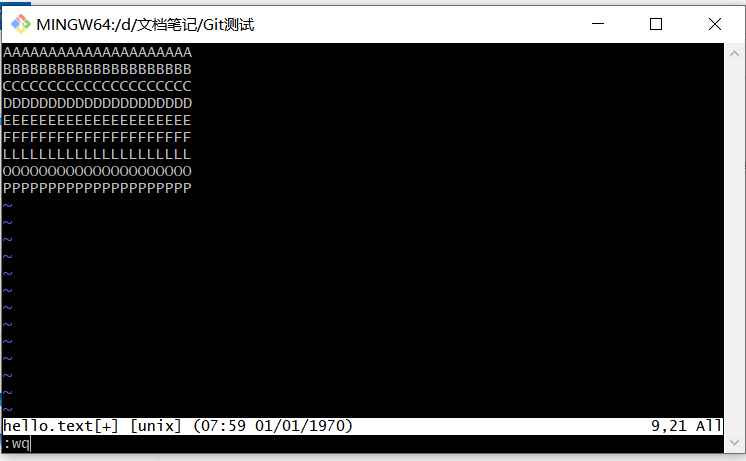 MINGW64:/d/文档笔记/Git测试
AAAAAAAAAAAAAAAAAAAAA
BBBBBBBBBBBBBBBBBBBBB
CCCCCCCCCCCCCCCCCCCCC
DDDDDDDDDDDDDDDDDDDDD
EEEEEEEEEEEEEEEEEEEEE
FFFFFFFFFFFFFFFFFFFFF
LLLLLLLLLLLLLLLLLLLLL
OOOOOOOOOOOOOOOOOOOOO
PPPPPPPPPPPPPPPPPPPPP
~
~
~
~
~
~
~
~
~
~
~
~
~
hello.text[+] [unix] (07:59 01/01/1970) 9,21 All
:wq